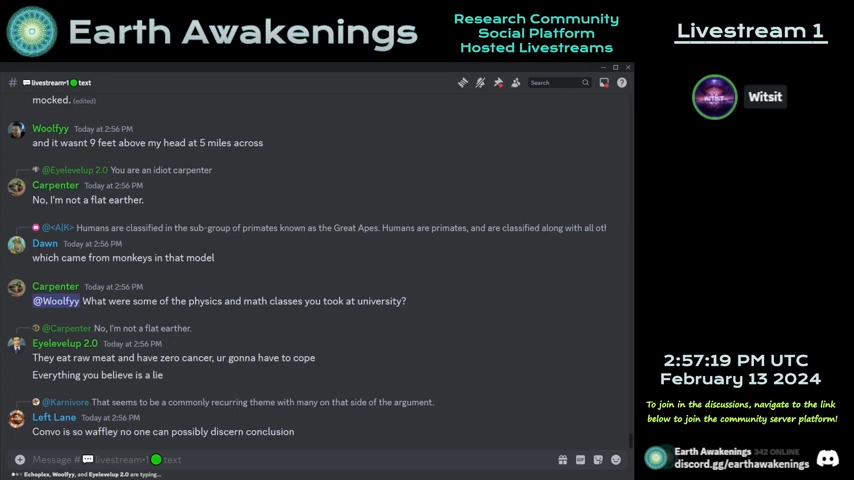 Earth Awakenings
Research Community
Social Platform
Hosted Livestreams
Livestream 1
# livestream•1 text
Search
Witsit
mocked. (edited)
Woolfyy Today at 2:56 PM
and it wasnt 9 feet above my head at 5 miles across
@Eyelevelup 2.0 You are an idiot carpenter
Carpenter Today at 2:56 PM
No, I'm not a flat earther.
@<A|K> Humans are classified in the sub-group of primates known as the Great Apes. Humans are primates, and are classified along with all otl
Dawn Today at 2:56 PM
which came from monkeys in that model
Carpenter Today at 2:56 PM
@Woolfyy What were some of the physics and math classes you took at university?
@Carpenter No, I'm not a flat earther.
Eyelevelup 2.0 Today at 2:56 PM
They eat raw meat and have zero cancer, ur gonna have to cope
Everything you believe is a lie
@Karnivore That seems to be a commonly recurring theme with many on that side of the argument.
Left Lane Today at 2:56 PM
Convo is so waffley no one can possibly discern conclusion
Message # livestream•1 text
GIF
Echoplex, Woolfyy, and Eyelevelup 2.0 are typing...
2:57:19 PM UTC
February 13 2024
To join in the discussions, navigate to the link
below to join the community server platform!
Earth Awakenings 342 ONLINE
discord.gg/earthawakenings